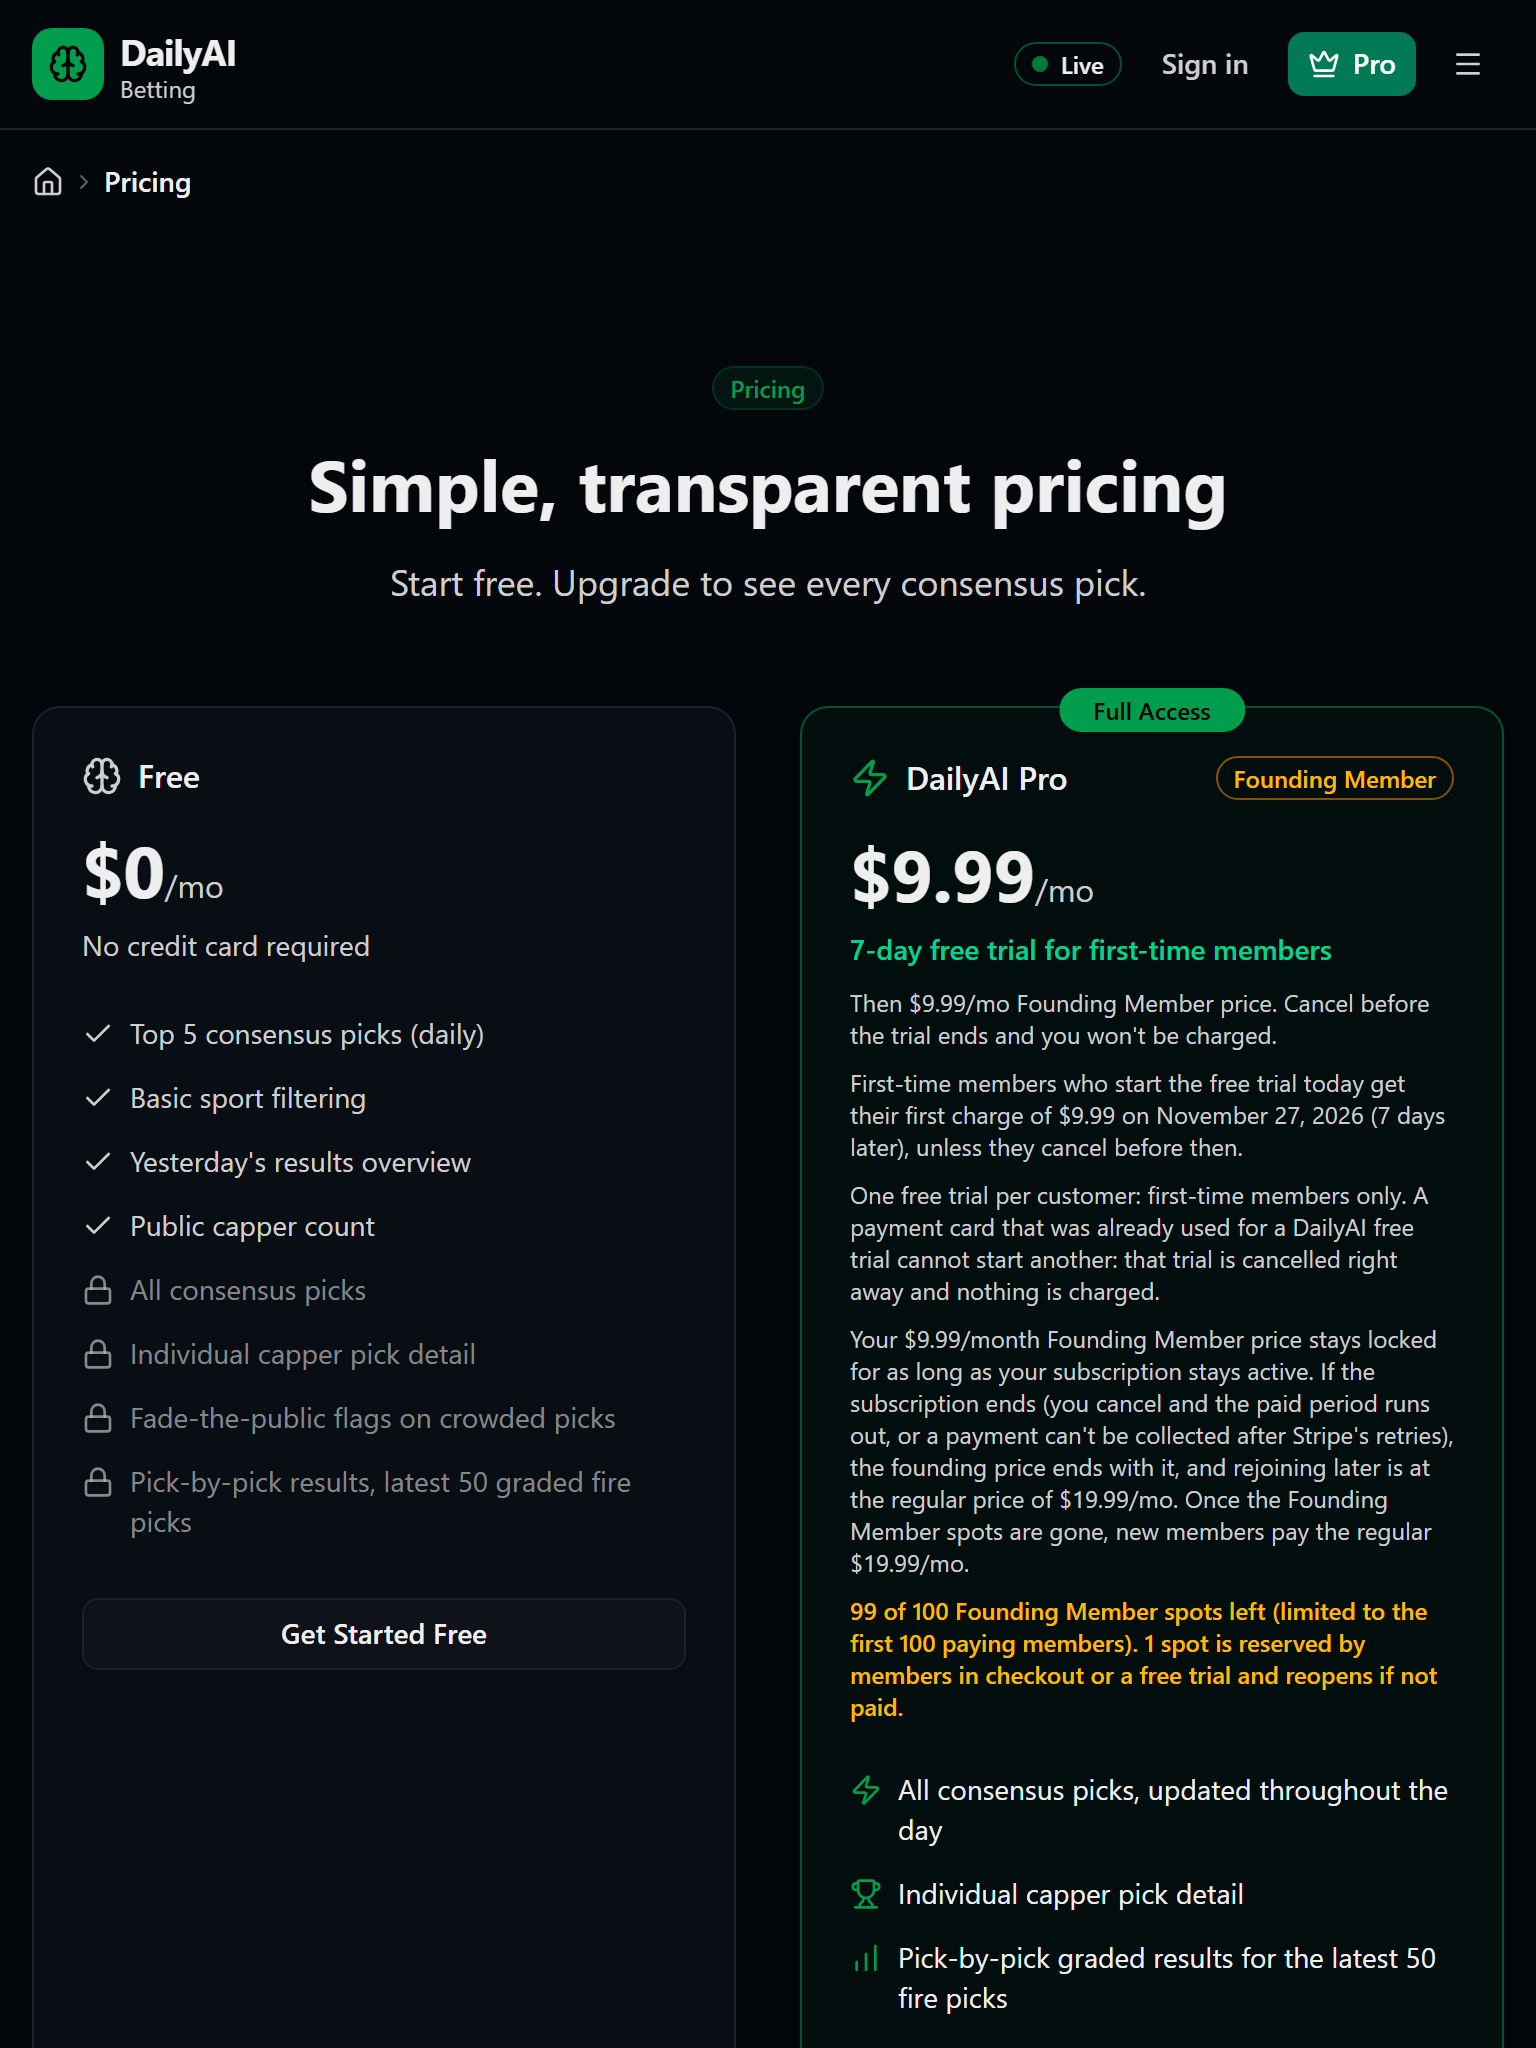 DailyAI
Betting
Live
Sign in
Pro
Pricing
Pricing
Simple, transparent pricing
Start free. Upgrade to see every consensus pick.
Free
$0/mo
No credit card required
Top 5 consensus picks (daily)
Basic sport filtering
Yesterday's results overview
Public capper count
All consensus picks
Individual capper pick detail
Fade-the-public flags on crowded picks
Pick-by-pick results, latest 50 graded fire
picks
Get Started Free
Full Access
DailyAI Pro
Founding Member
$9.99/mo
7-day free trial for first-time members
Then $9.99/mo Founding Member price. Cancel before
the trial ends and you won't be charged.
First-time members who start the free trial today get
their first charge of $9.99 on November 27, 2026 (7 days
later), unless they cancel before then.
One free trial per customer: first-time members only. A
payment card that was already used for a DailyAI free
trial cannot start another: that trial is cancelled right
away and nothing is charged.
Your $9.99/month Founding Member price stays locked
for as long as your subscription stays active. If the
subscription ends (you cancel and the paid period runs
out, or a payment can't be collected after Stripe's retries),
the founding price ends with it, and rejoining later is at
the regular price of $19.99/mo. Once the Founding
Member spots are gone, new members pay the regular
$19.99/mo.
99 of 100 Founding Member spots left (limited to the
first 100 paying members). 1 spot is reserved by
members in checkout or a free trial and reopens if not
paid.
All consensus picks, updated throughout the
day
Individual capper pick detail
Pick-by-pick graded results for the latest 50
fire picks